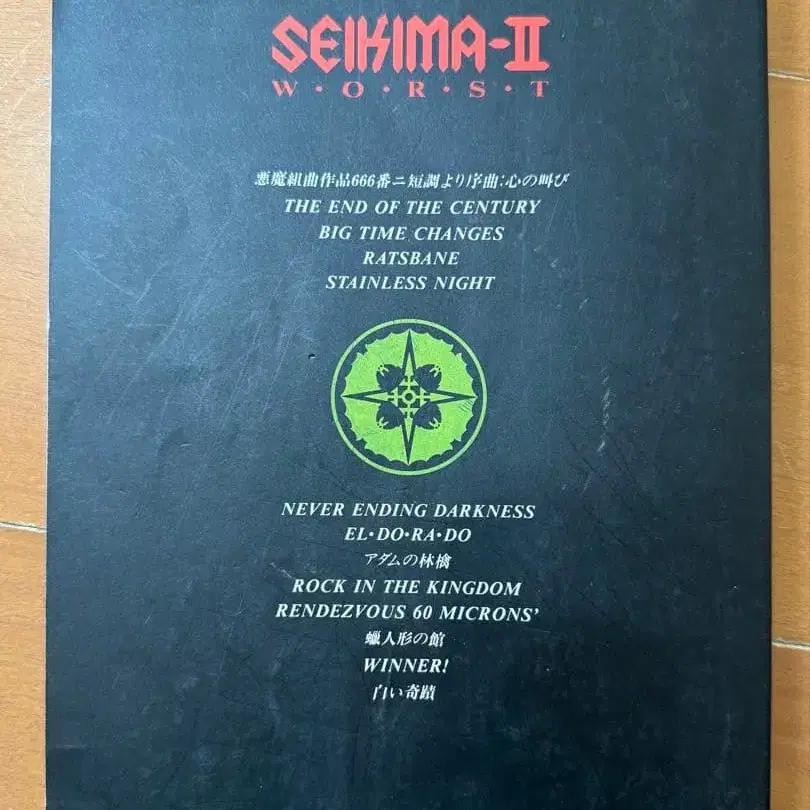 SEIKIMA-II
W・O・R・S・T
悪魔組曲作品666番ニ短調より序曲:心の叫び
THE END OF THE CENTURY
BIG TIME CHANGES
RATSBANE
STAINLESS NIGHT
NEVER ENDING DARKNESS
EL・DO・RA・DO
アダムの林檎
ROCK IN THE KINGDOM
RENDEZVOUS 60 MICRONS'
蠟人形の館
WINNER!
白い奇蹟